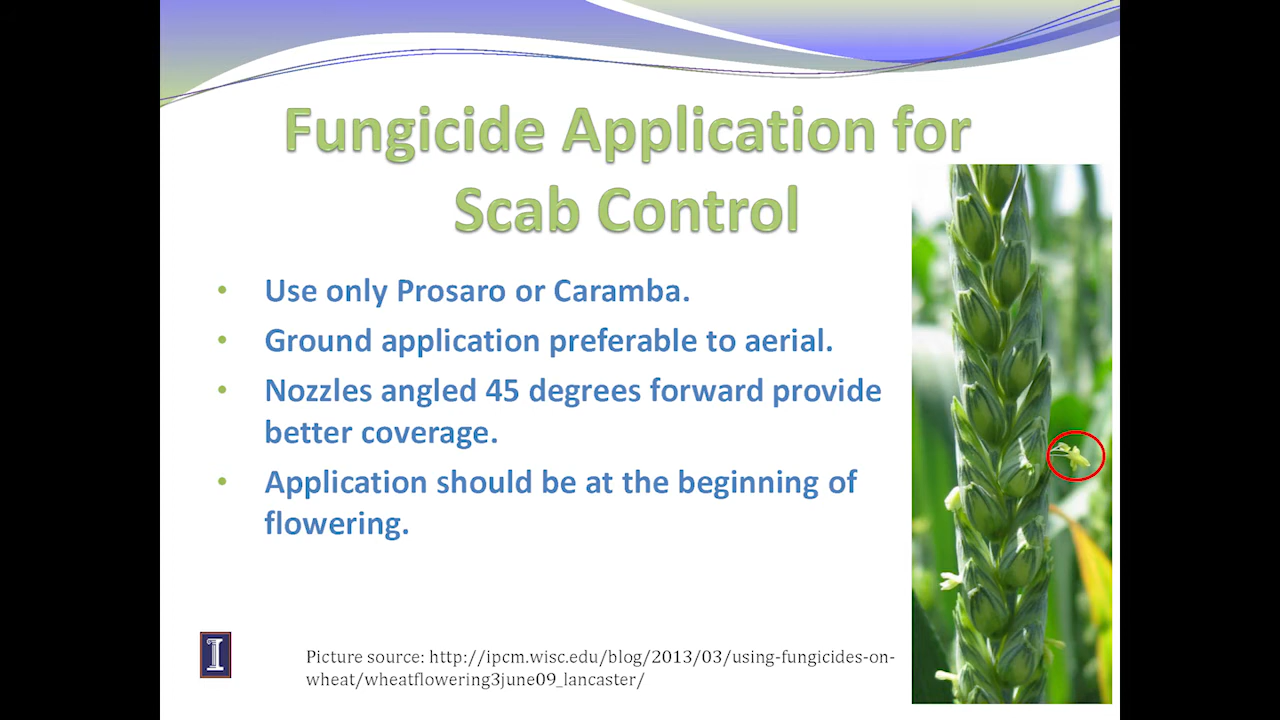 Fungicide Application for
Scab Control
• Use only Prosaro or Caramba.
• Ground application preferable to aerial.
• Nozzles angled 45 degrees forward provide
better coverage.
• Application should be at the beginning of
flowering.
I
Picture source: http://ipcm.wisc.edu/blog/2013/03/using-fungicides-on-
wheat/wheatflowering3june09_lancaster/